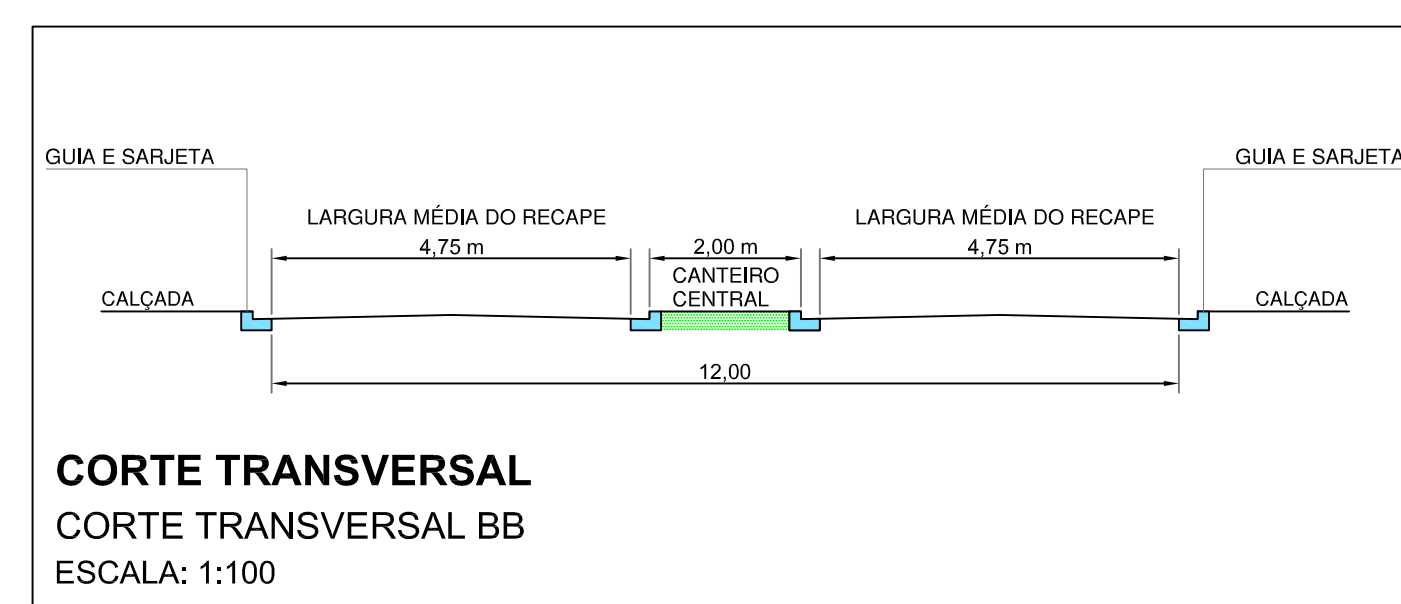 GUIA E SARJETA
GUIA E SARJETA
LARGURA MÉDIA DO RECAPE
LARGURA MÉDIA DO RECAPE
4,75 m
2,00 m
4,75 m
CANTEIRO
CENTRAL
CALÇADA
CALÇADA
12,00
CORTE TRANSVERSAL
CORTE TRANSVERSAL BB
ESCALA: 1:100